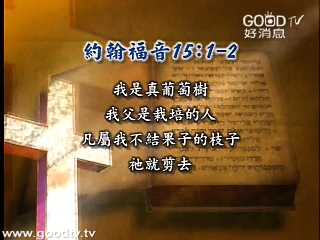 GOOD TV
好消息
約翰福音15:1-2
我是真葡萄樹
我父是栽培的人
凡屬我不結果子的枝子
祂就剪去
www.goodtv.tv